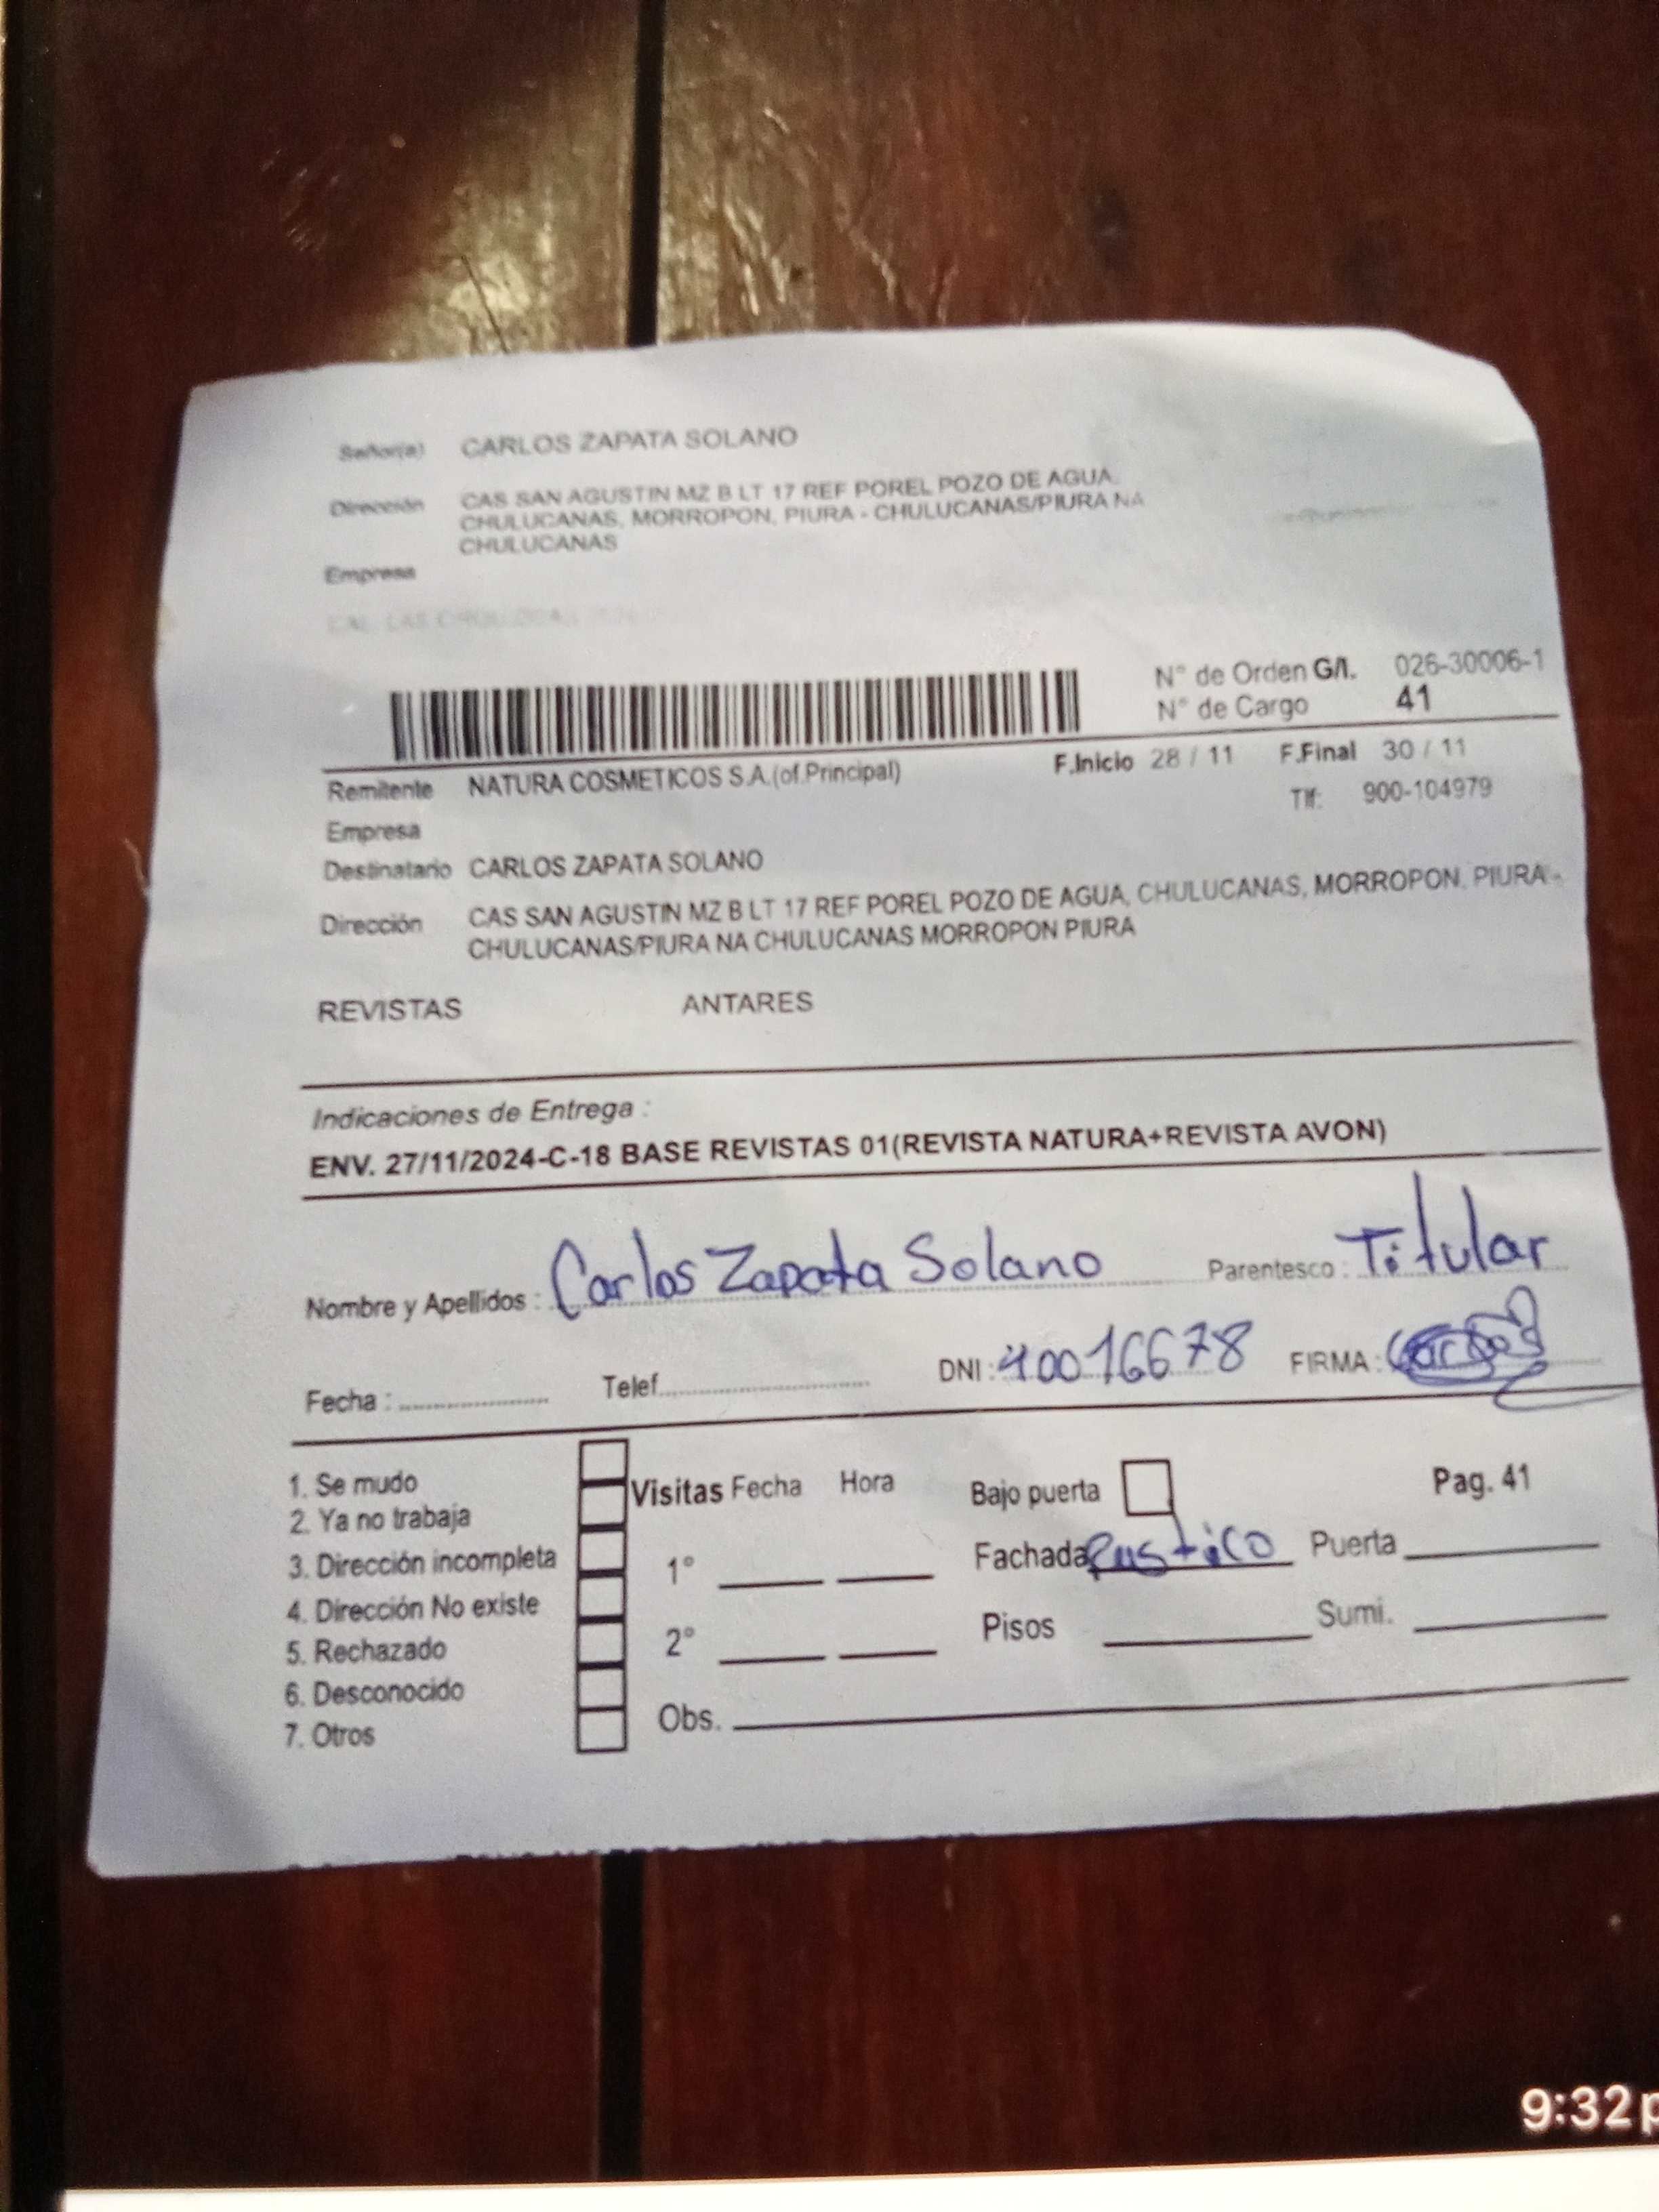 Señor(a) CARLOS ZAPATA SOLANO
Dirección CAS SAN AGUSTIN MZ B LT 17 REF POREL POZO DE AGUA,
CHULUCANAS, MORROPON, PIURA - CHULUCANAS/PIURA NA
CHULUCANAS
Empresa
N° de Orden G/I. 026-30006-1
N° de Cargo 41
Remitente NATURA COSMETICOS S.A.(of.Principal) F.Inicio 28 / 11 F.Final 30 / 11
Tlf: 900-104979
Empresa
Destinatario CARLOS ZAPATA SOLANO
Dirección CAS SAN AGUSTIN MZ B LT 17 REF POREL POZO DE AGUA, CHULUCANAS, MORROPON, PIURA -
CHULUCANAS/PIURA NA CHULUCANAS MORROPON PIURA
REVISTAS ANTARES
Indicaciones de Entrega :
ENV. 27/11/2024-C-18 BASE REVISTAS 01(REVISTA NATURA+REVISTA AVON)
Nombre y Apellidos : Carlos Zapata Solano Parentesco : Titular
Fecha : Telef. DNI : 40016678 FIRMA :
1. Se mudo
2. Ya no trabaja
3. Dirección incompleta
4. Dirección No existe
5. Rechazado
6. Desconocido
7. Otros
Visitas Fecha Hora
1°
2°
Obs.
Bajo puerta Pag. 41
Fachada Rustico Puerta
Pisos Sumi.
9:32